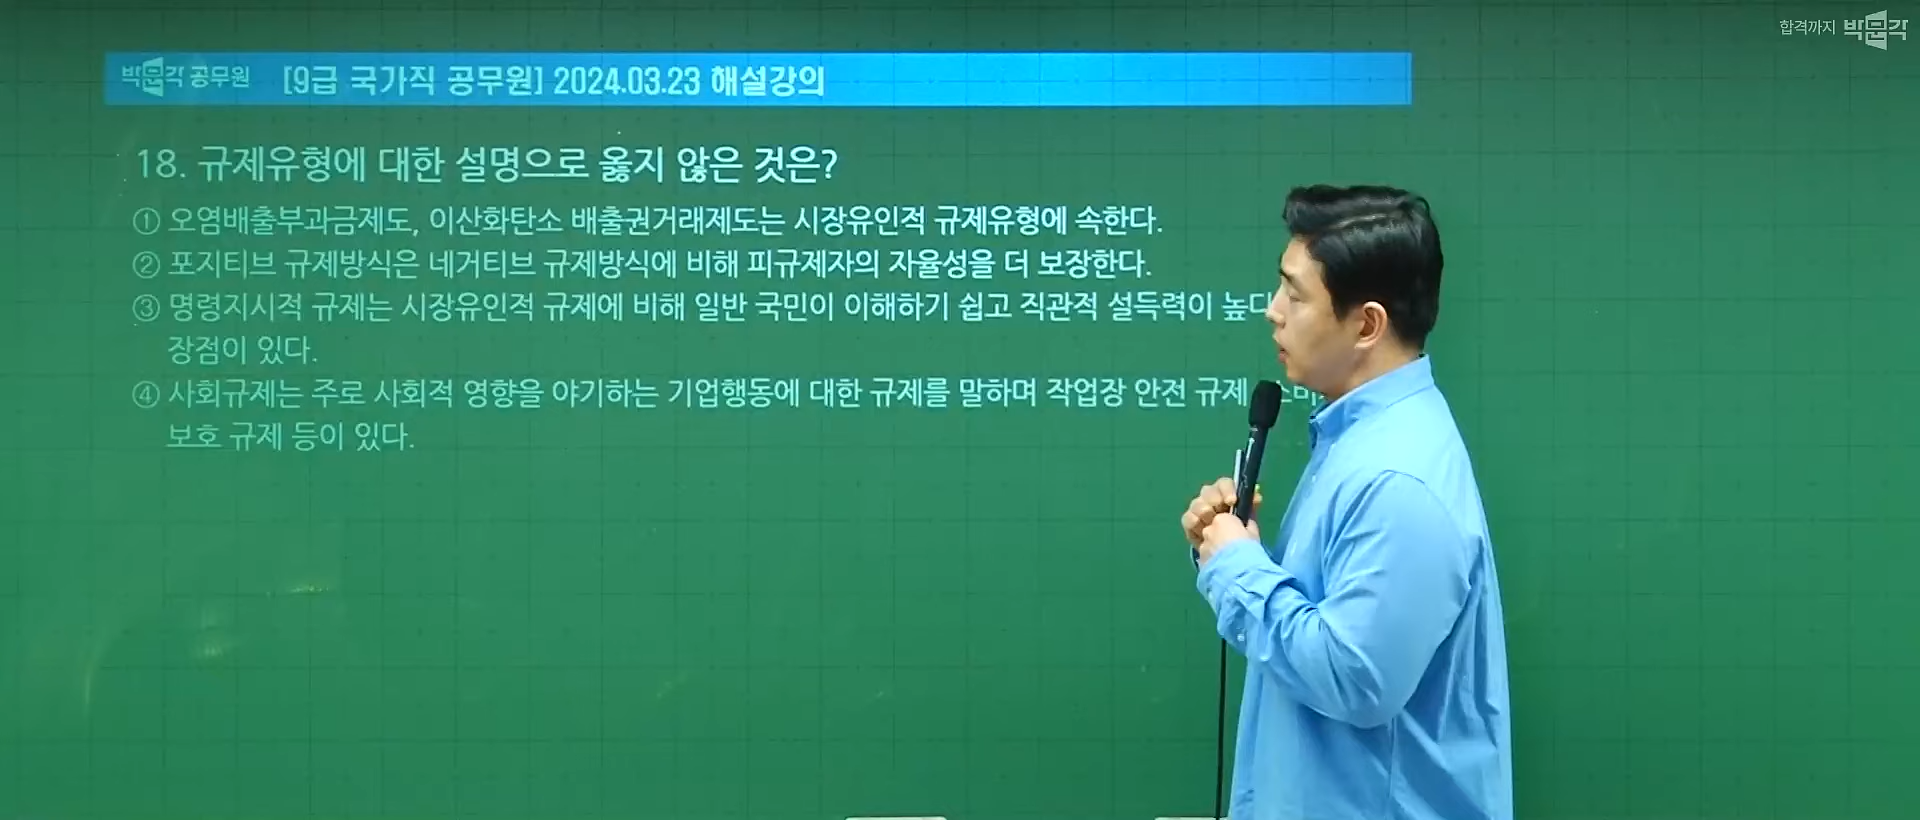 합격까지 박문각
박문각 공무원 [9급 국가직 공무원] 2024.03.23 해설강의
18. 규제유형에 대한 설명으로 옳지 않은 것은?
① 오염배출부과금제도, 이산화탄소 배출권거래제도는 시장유인적 규제유형에 속한다.
② 포지티브 규제방식은 네거티브 규제방식에 비해 피규제자의 자율성을 더 보장한다.
③ 명령지시적 규제는 시장유인적 규제에 비해 일반 국민이 이해하기 쉽고 직관적 설득력이 높다
장점이 있다.
④ 사회규제는 주로 사회적 영향을 야기하는 기업행동에 대한 규제를 말하며 작업장 안전 규제
보호 규제 등이 있다.